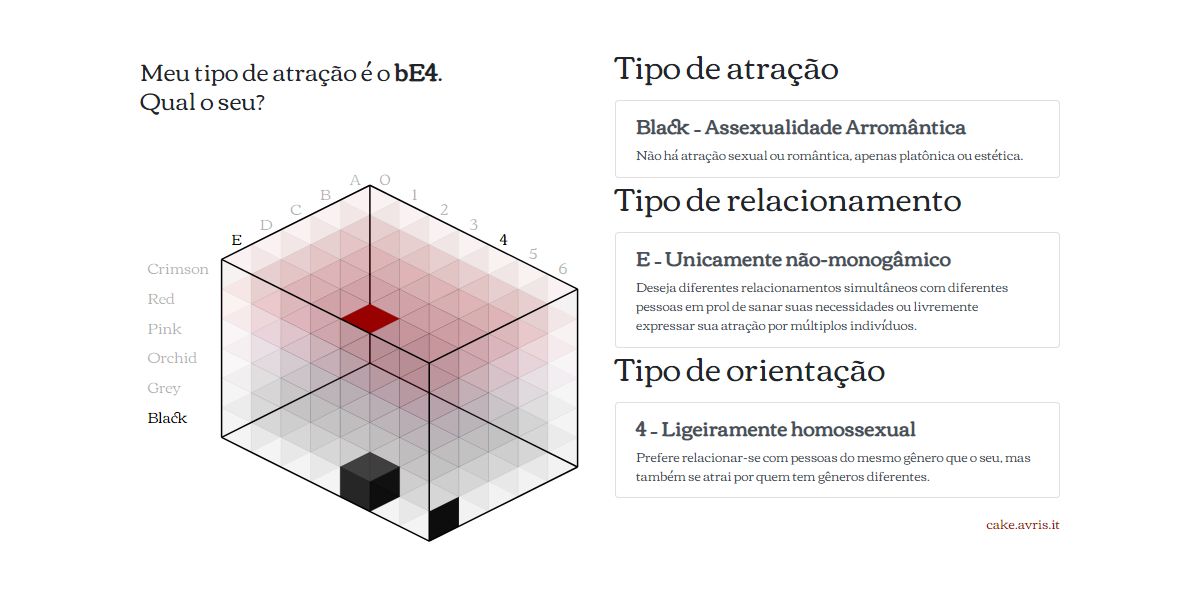 Meu tipo de atração é o bE4.
Qual o seu?
A O
B 1
C 2
D 3
E 4
5
6
Crimson
Red
Pink
Orchid
Grey
Black
Tipo de atração
Black - Assexualidade Arromântica
Não há atração sexual ou romântica, apenas platônica ou estética.
Tipo de relacionamento
E - Unicamente não-monogâmico
Deseja diferentes relacionamentos simultâneos com diferentes
pessoas em prol de sanar suas necessidades ou livremente
expressar sua atração por múltiplos indivíduos.
Tipo de orientação
4 - Ligeiramente homossexual
Prefere relacionar-se com pessoas do mesmo gênero que o seu, mas
também se atrai por quem tem gêneros diferentes.
cake.avris.it